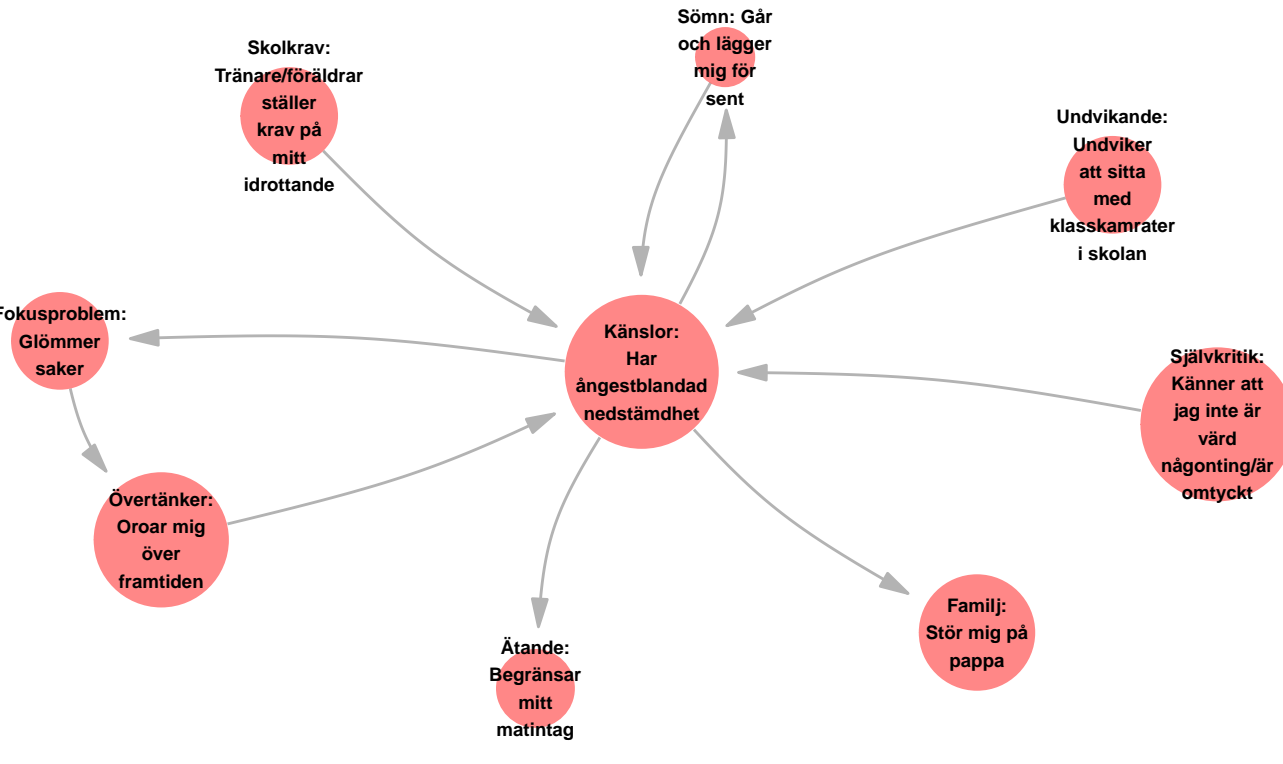 Sömn: Går
och lägger
mig för
sent
Skolkrav:
Tränare/föräldrar
ställer
krav på
mitt
idrottande
Undvikande:
Undviker
att sitta
med
klasskamrater
i skolan
Fokusproblem:
Glömmer
saker
Känslor:
Har
ångestblandad
nedstämdhet
Självkritik:
Känner att
jag inte är
värd
någonting/är
omtyckt
Övertänker:
Oroar mig
över
framtiden
Familj:
Stör mig på
pappa
Ätande:
Begränsar
mitt
matintag